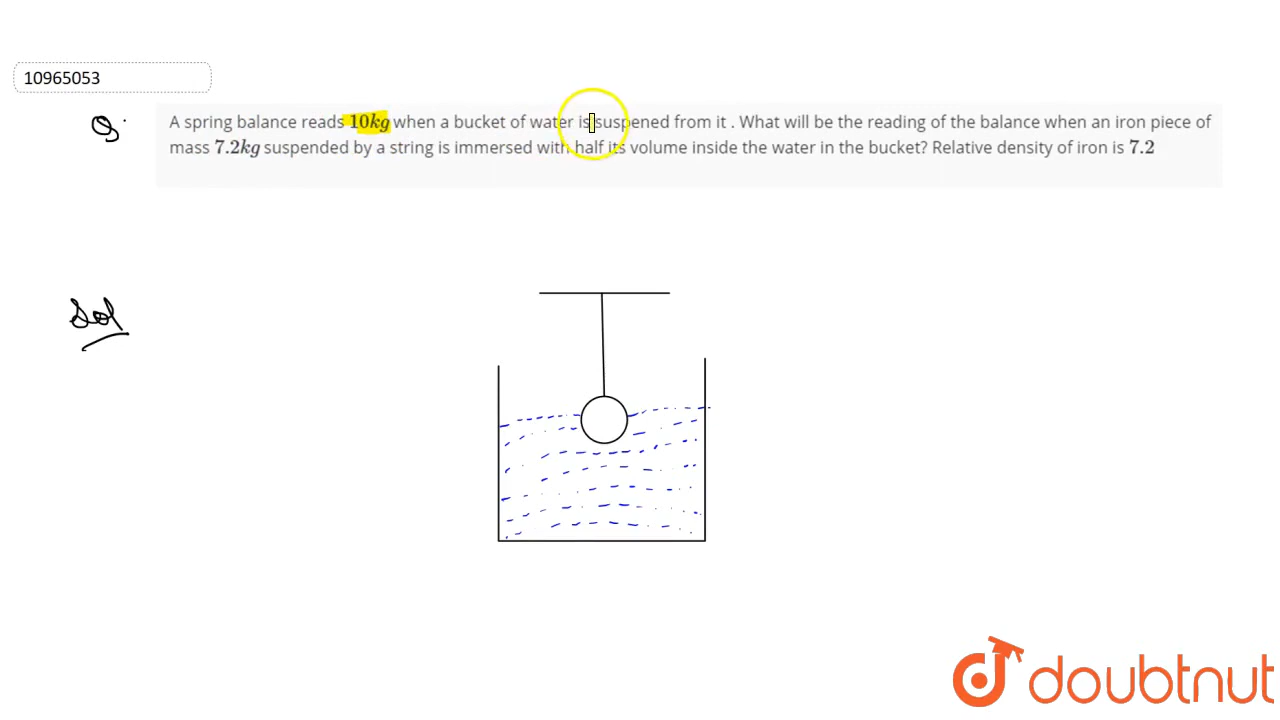 10965053
Q.
A spring balance reads 10kg when a bucket of water is suspened from it . What will be the reading of the balance when an iron piece of
mass 7.2kg suspended by a string is immersed with half its volume inside the water in the bucket? Relative density of iron is 7.2
Sol
doubtnut